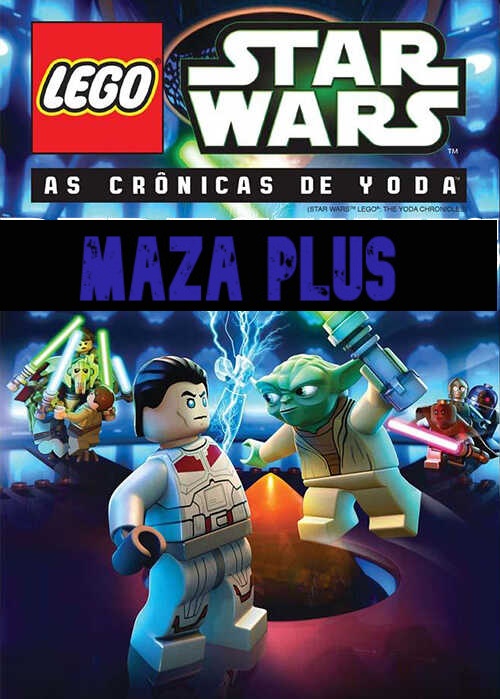 LEGO
STAR
WARS
TM
AS CRÔNICAS DE YODA
(STAR WARS™ LEGO®: THE YODA CHRONICLES
MAZA PLUS